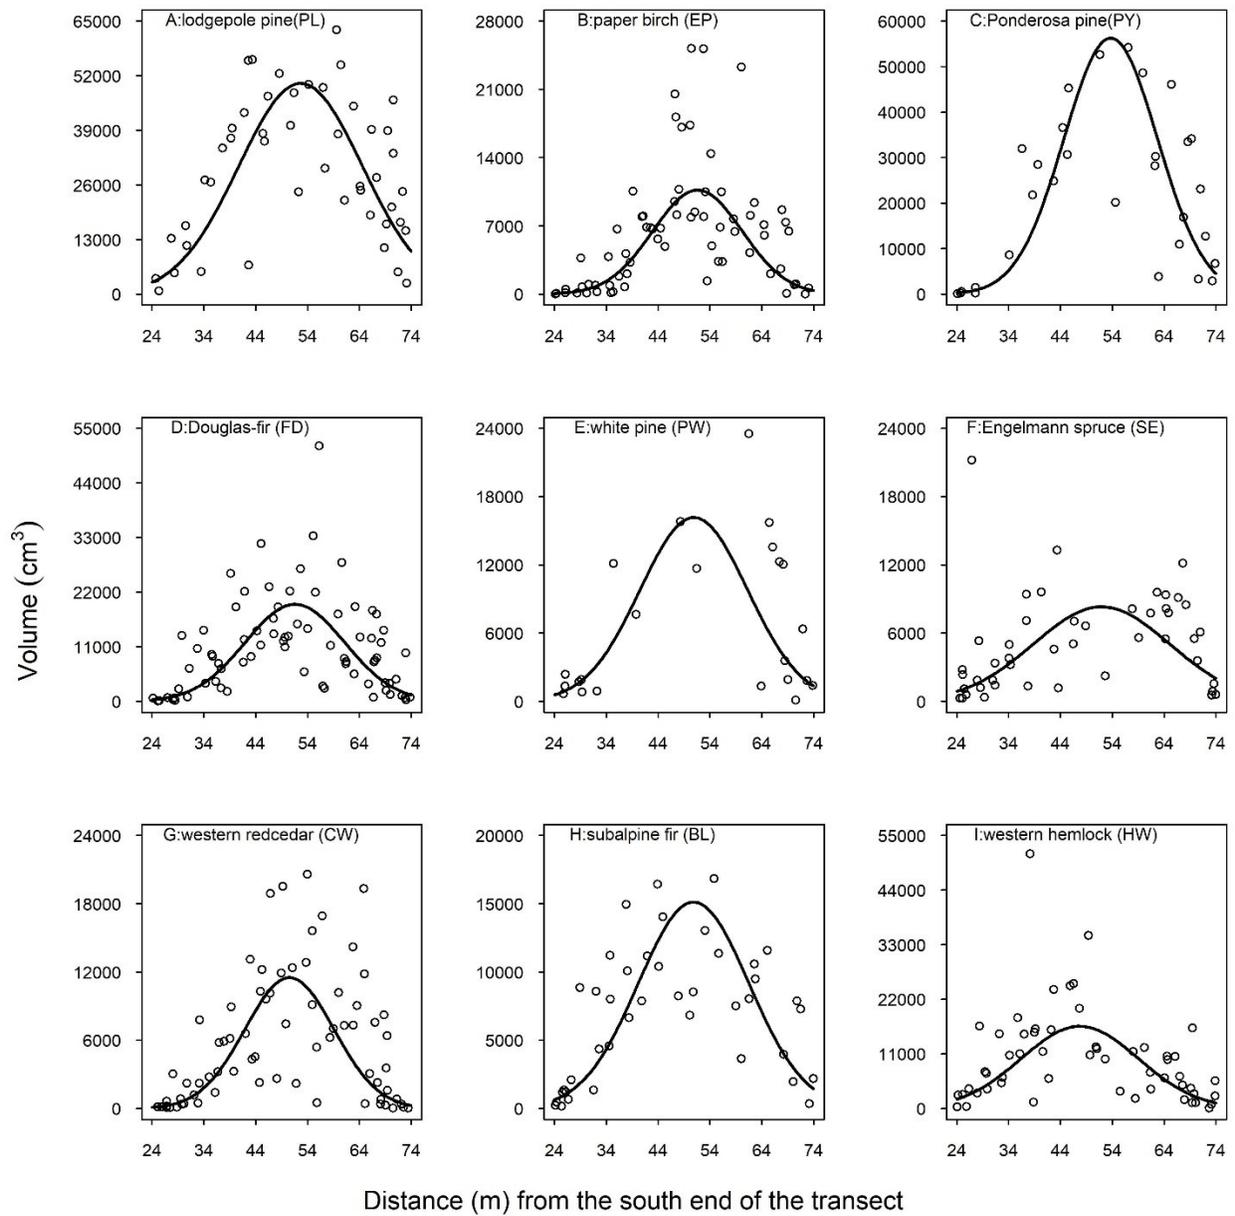 A:lodgepole pine(PL)
65000
52000
39000
26000
13000
0
24 34 44 54 64 74
B:paper birch (EP)
28000
21000
14000
7000
0
24 34 44 54 64 74
C:Ponderosa pine(PY)
60000
50000
40000
30000
20000
10000
0
24 34 44 54 64 74
Volume (cm³)
D:Douglas-fir (FD)
55000
44000
33000
22000
11000
0
24 34 44 54 64 74
E:white pine (PW)
24000
18000
12000
6000
0
24 34 44 54 64 74
F:Engelmann spruce (SE)
24000
18000
12000
6000
0
24 34 44 54 64 74
G:western redcedar (CW)
24000
18000
12000
6000
0
24 34 44 54 64 74
H:subalpine fir (BL)
20000
15000
10000
5000
0
24 34 44 54 64 74
I:western hemlock (HW)
55000
44000
33000
22000
11000
0
24 34 44 54 64 74
Distance (m) from the south end of the transect